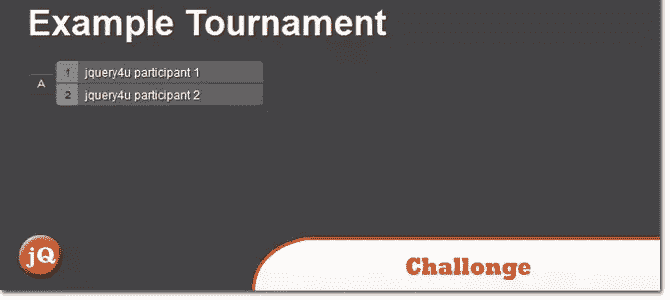 Example Tournament
A
1 jquery4u participant 1
2 jquery4u participant 2
jQ
Challonge